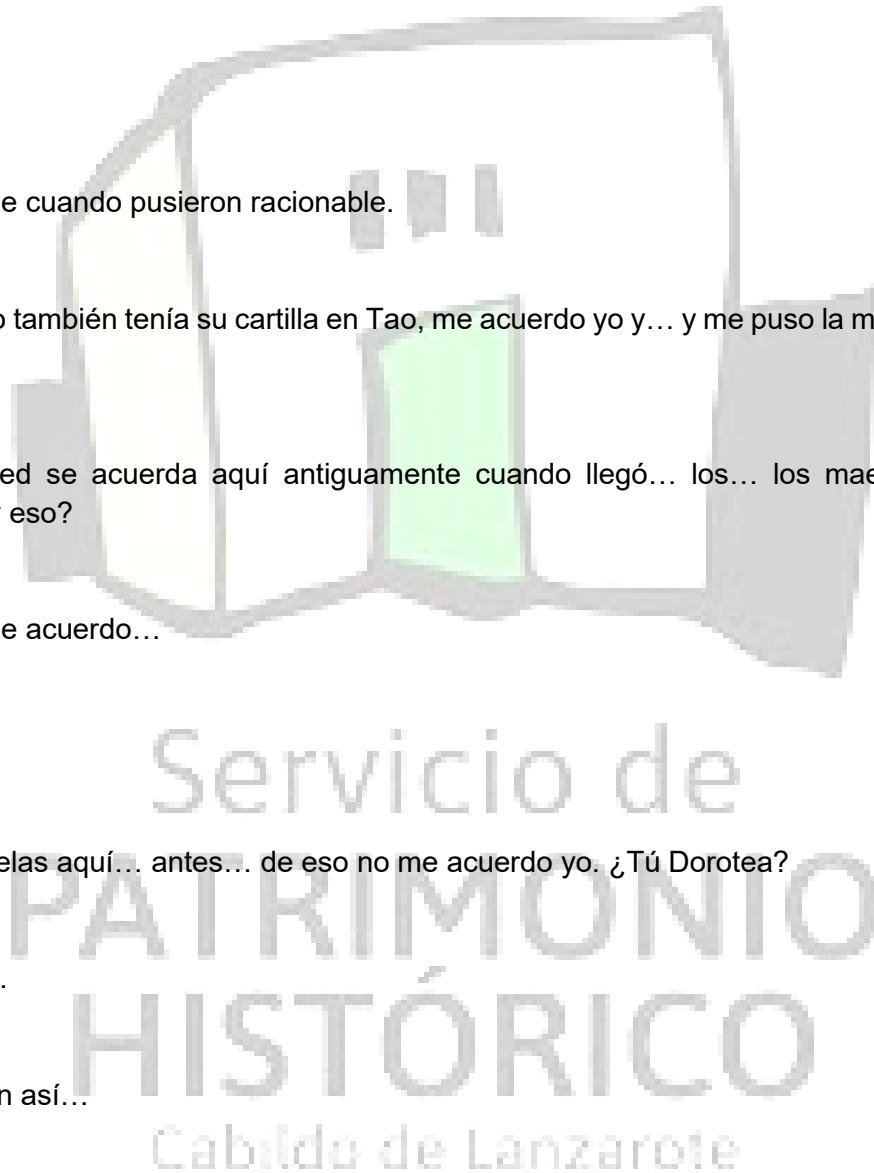 e cuando pusieron racionable.
o también tenía su cartilla en Tao, me acuerdo yo y… y me puso la m
ed se acuerda aquí antiguamente cuando llegó… los… los mae
eso?
e acuerdo…
Servicio de
elas aquí… antes… de eso no me acuerdo yo. ¿Tú Dorotea?
PATRIMONIO
.
HISTÓRICO
n así…
Cabildo de Lanzarote